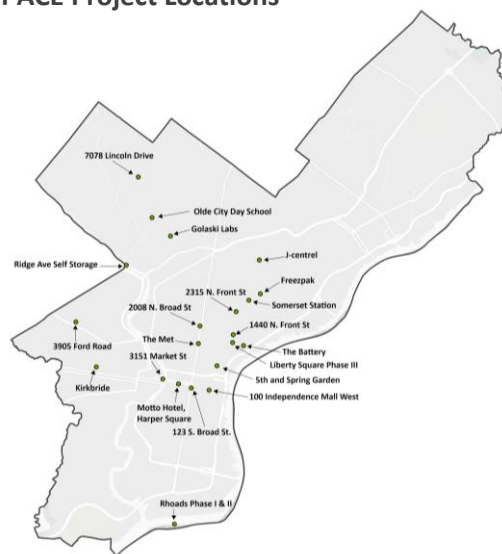 PACE Project Locations
7078 Lincoln Drive
Olde City Day School
Golaski Labs
Ridge Ave Self Storage
J-centrel
Freezpak
2315 N. Front St
Somerset Station
2008 N. Broad St
1440 N. Front St
The Met
The Battery
3905 Ford Road
3151 Market St
Liberty Square Phase III
5th and Spring Garden
Kirkbride
Motto Hotel,
Harper Square
100 Independence Mall West
123 S. Broad St.
Rhoads Phase I & II